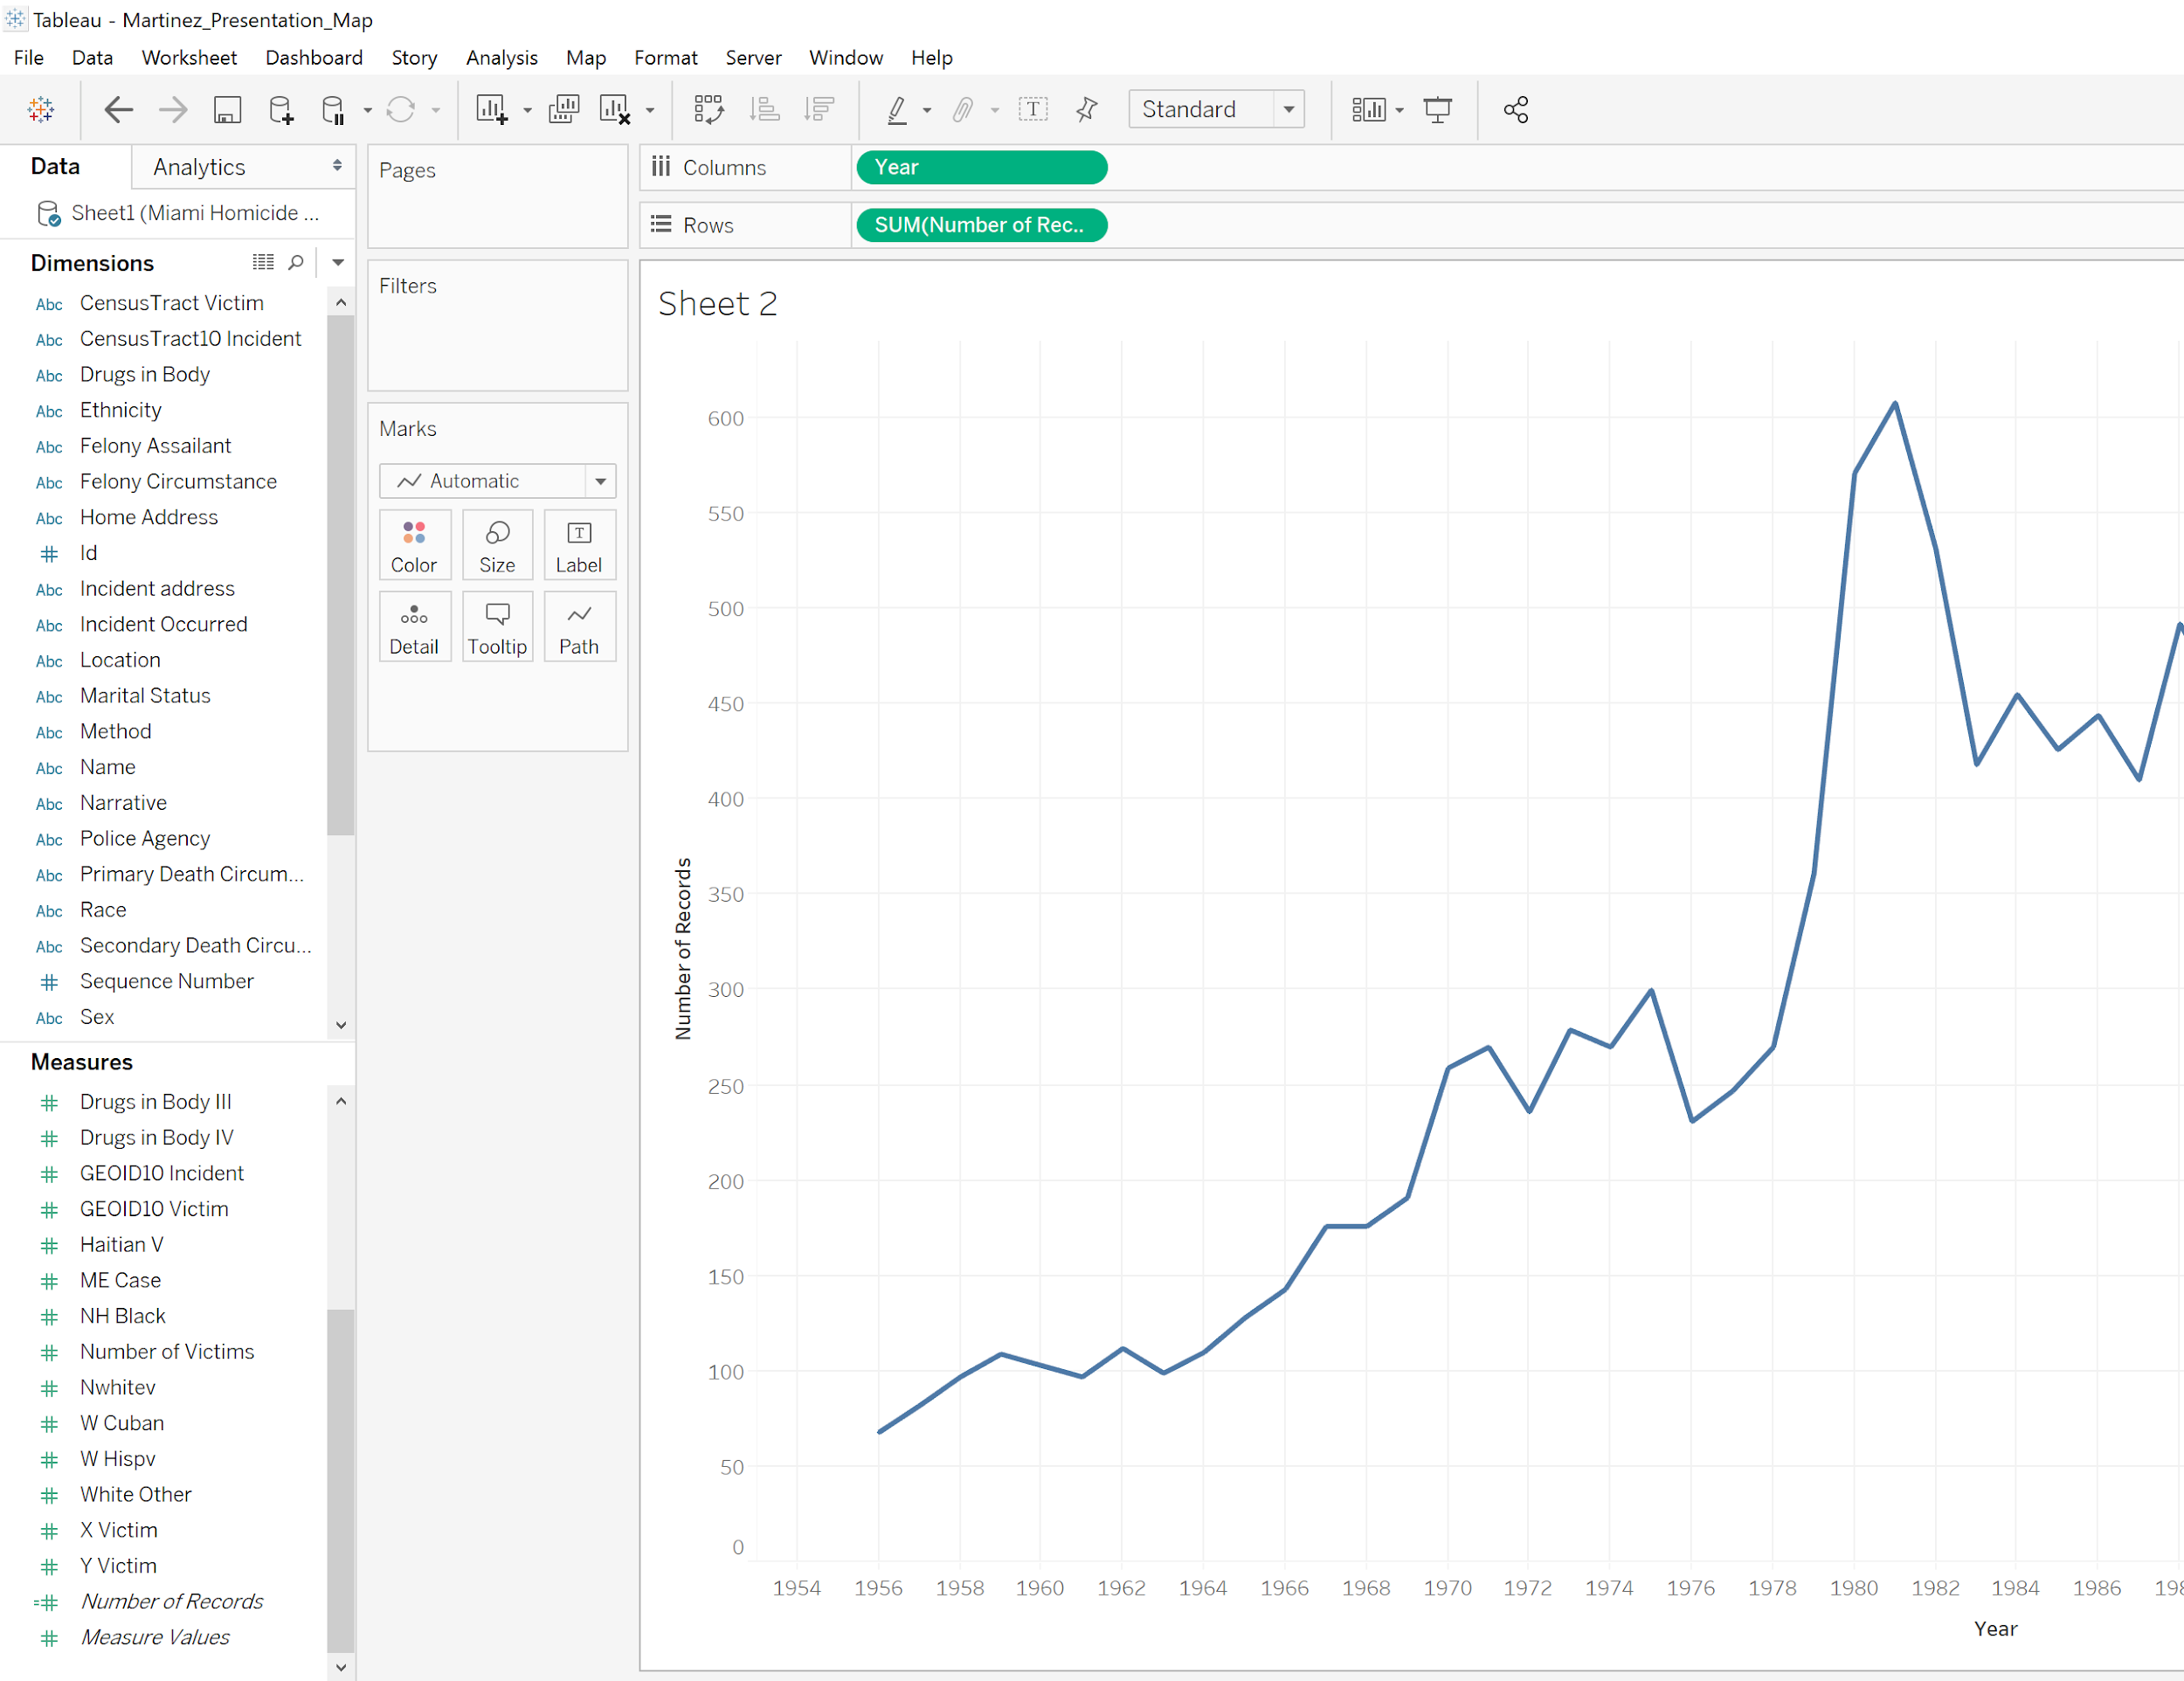 Tableau - Martinez_Presentation_Map
File Data Worksheet Dashboard Story Analysis Map Format Server Window Help
Standard
Data Analytics
Sheet1 (Miami Homicide ...
Dimensions
Abc CensusTract Victim
Abc CensusTract10 Incident
Abc Drugs in Body
Abc Ethnicity
Abc Felony Assailant
Abc Felony Circumstance
Abc Home Address
# Id
Abc Incident address
Abc Incident Occurred
Abc Location
Abc Marital Status
Abc Method
Abc Name
Abc Narrative
Abc Police Agency
Abc Primary Death Circum...
Abc Race
Abc Secondary Death Circu...
# Sequence Number
Abc Sex
Measures
# Drugs in Body III
# Drugs in Body IV
# GEOID10 Incident
# GEOID10 Victim
# Haitian V
# ME Case
# NH Black
# Number of Victims
# Nwhitev
# W Cuban
# W Hispv
# White Other
# X Victim
# Y Victim
=# Number of Records
# Measure Values
Pages
Filters
Marks
Automatic
Color Size T Label
Detail Tooltip Path
Columns Year
Rows SUM(Number of Rec..
Sheet 2
600
550
500
450
400
350
300
250
200
150
100
50
0
Number of Records
1954 1956 1958 1960 1962 1964 1966 1968 1970 1972 1974 1976 1978 1980 1982 1984 1986
Year